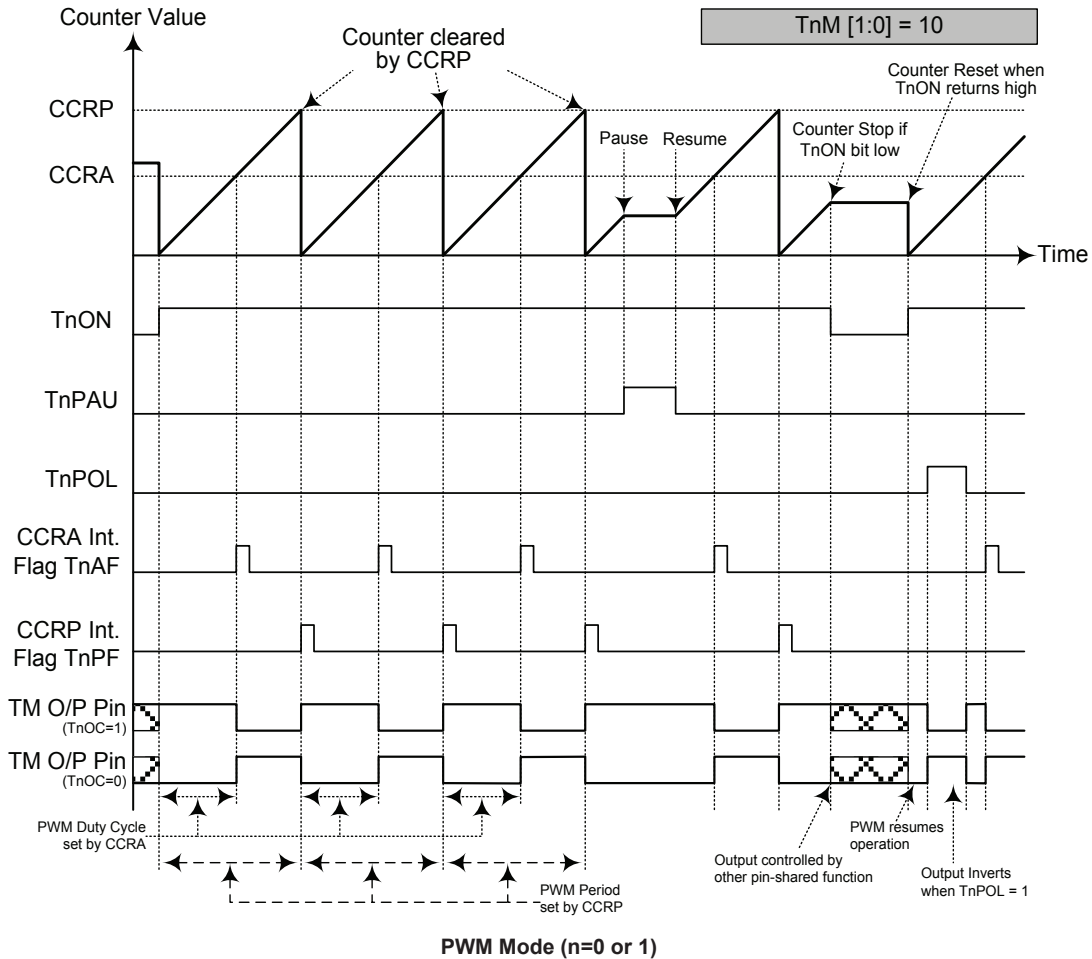 Counter Value
TnM [1:0] = 10
Counter cleared
by CCRP
Counter Reset when
TnON returns high
CCRP
Pause
Resume
Counter Stop if
TnON bit low
CCRA
Time
TnON
TnPAU
TnPOL
CCRA Int.
Flag TnAF
CCRP Int.
Flag TnPF
TM O/P Pin
(TnOC=1)
TM O/P Pin
(TnOC=0)
PWM Duty Cycle
set by CCRA
PWM resumes
operation
Output controlled by
other pin-shared function
Output Inverts
when TnPOL = 1
PWM Period
set by CCRP
PWM Mode (n=0 or 1)